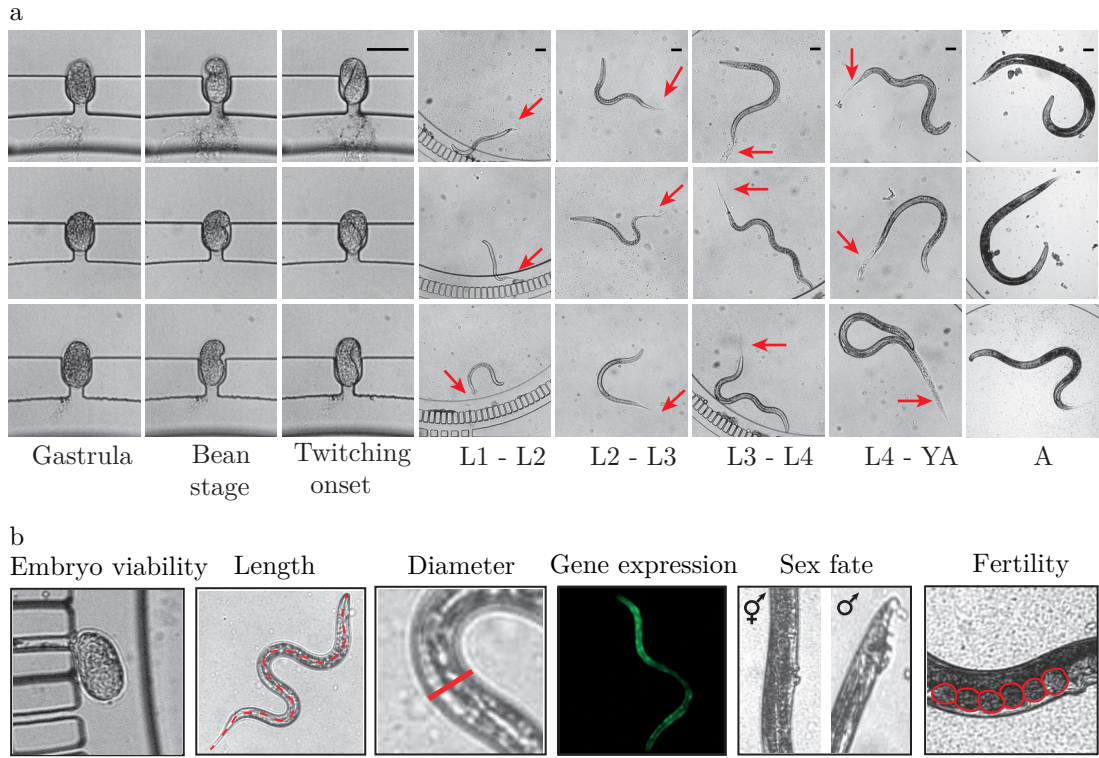 a
Gastrula
Bean
stage
Twitching
onset
L1 - L2
L2 - L3
L3 - L4
L4 - YA
A
b
Embryo viability
Length
Diameter
Gene expression
Sex fate
Fertility
⚥
♂